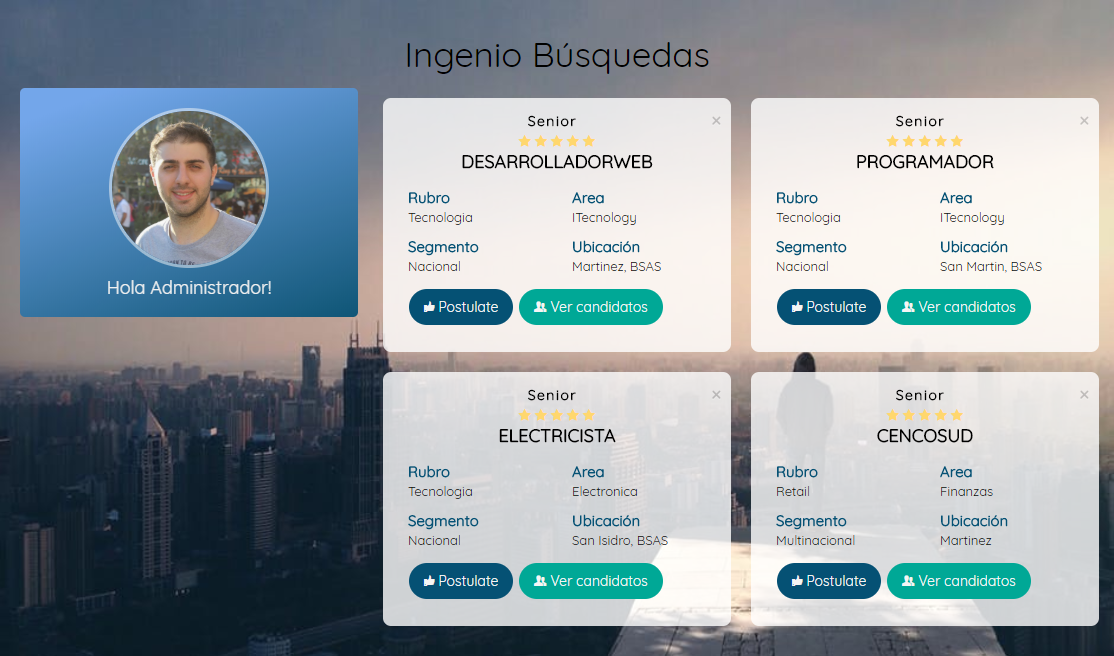 Ingenio Búsquedas
Hola Administrador!
Senior
×
DESARROLLADORWEB
Rubro
Area
Tecnologia
ITecnology
Segmento
Ubicación
Nacional
Martinez, BSAS
Postulate
Ver candidatos
Senior
×
PROGRAMADOR
Rubro
Area
Tecnologia
ITecnology
Segmento
Ubicación
Nacional
San Martin, BSAS
Postulate
Ver candidatos
Senior
×
ELECTRICISTA
Rubro
Area
Tecnologia
Electronica
Segmento
Ubicación
Nacional
San Isidro, BSAS
Postulate
Ver candidatos
Senior
×
CENCOSUD
Rubro
Area
Retail
Finanzas
Segmento
Ubicación
Multinacional
Martinez
Postulate
Ver candidatos